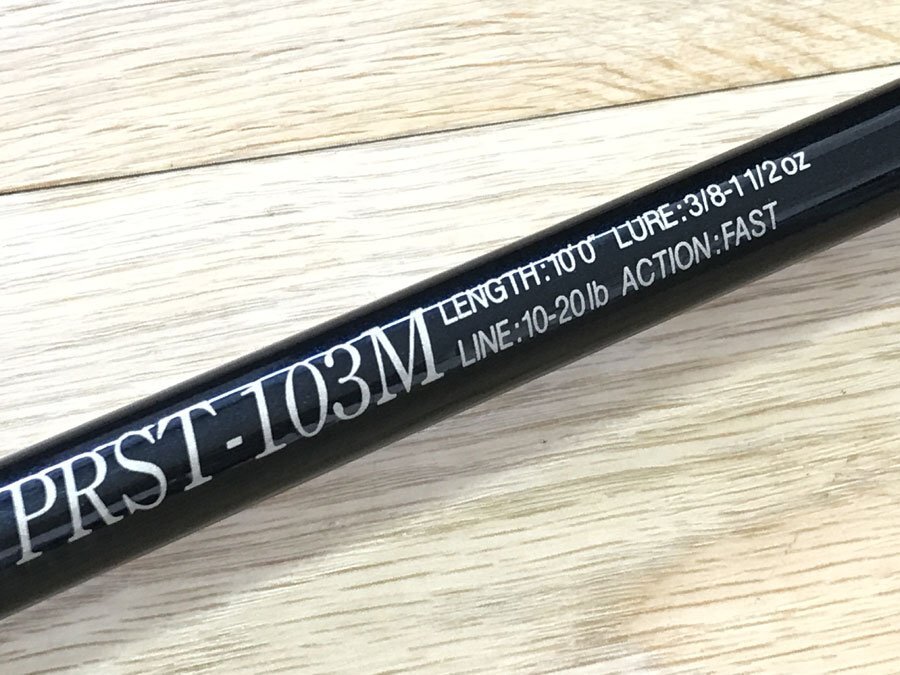 PRST-103M
LENGTH:10'0" LURE:3/8-1 1/2oz
LINE:10-20lb ACTION:FAST